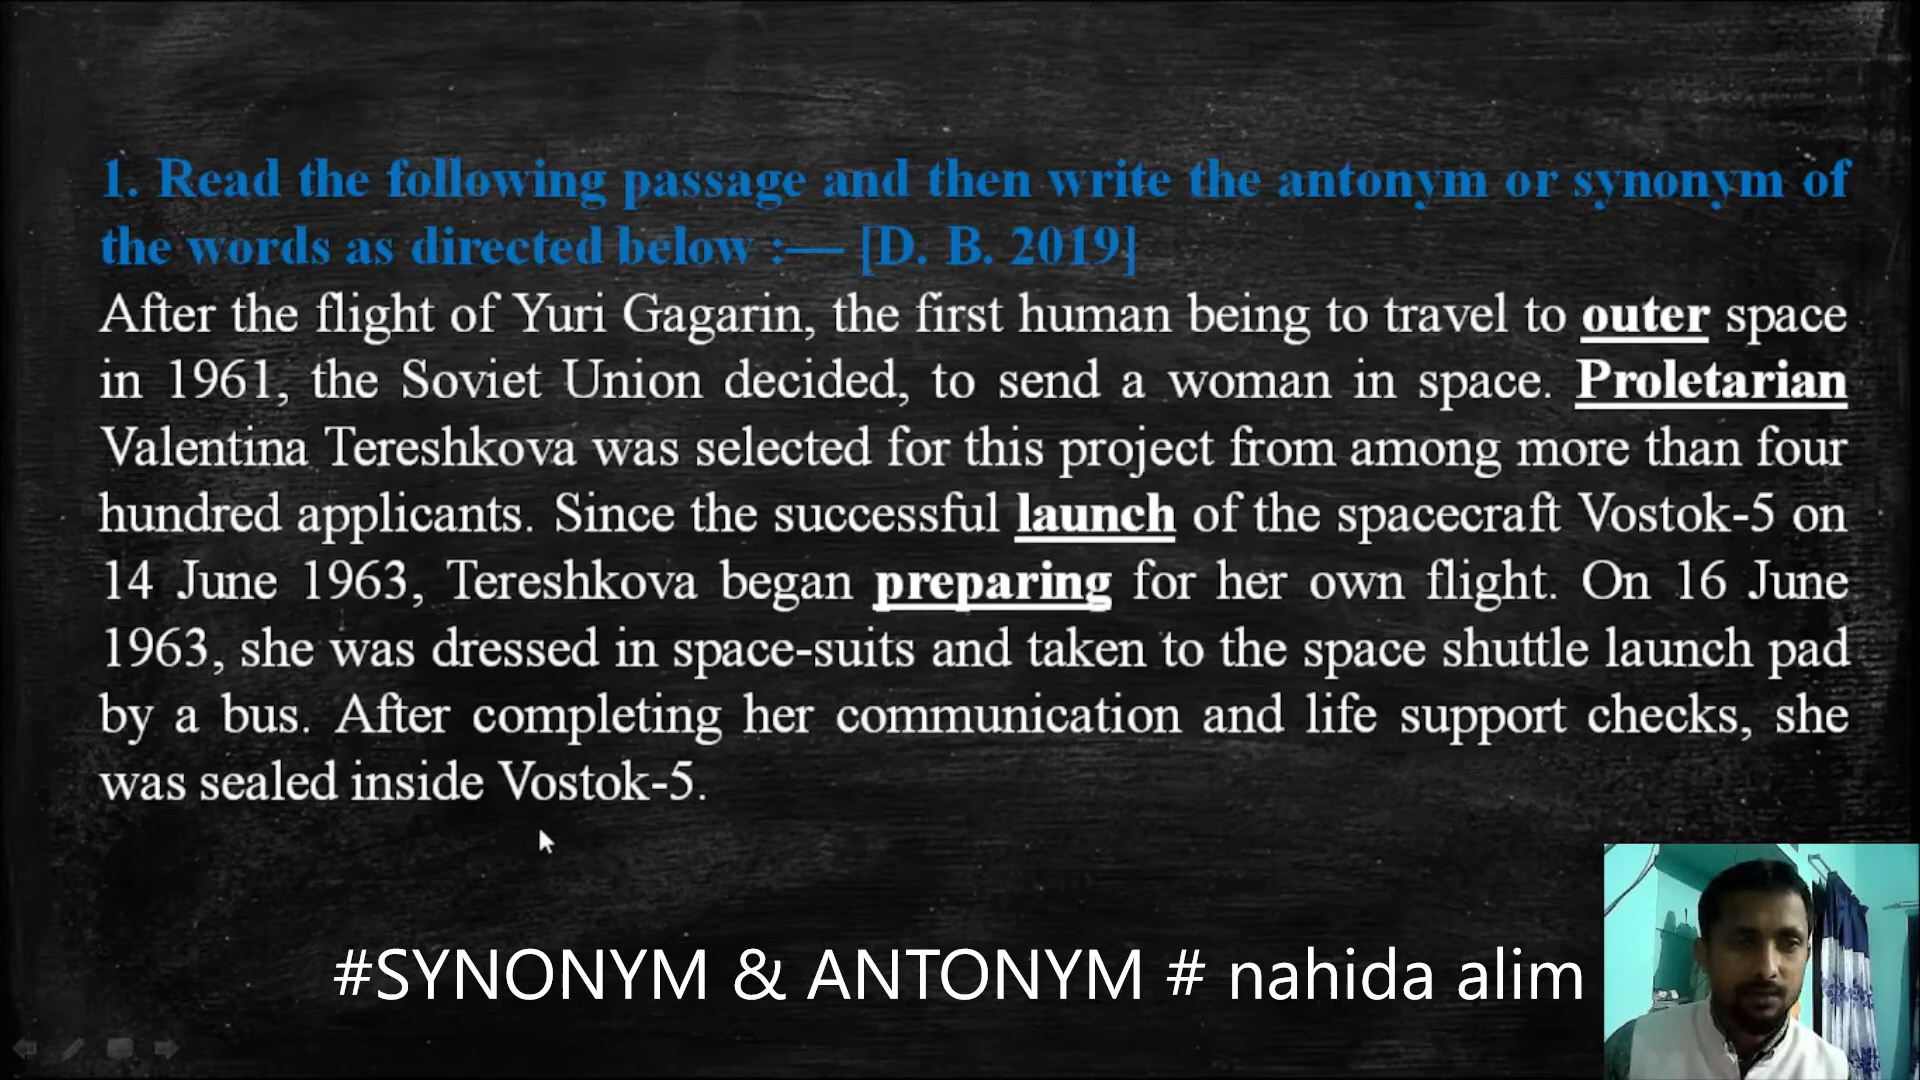 1. Read the following passage and then write the antonym or synonym of
the words as directed below :— [D. B. 2019]
After the flight of Yuri Gagarin, the first human being to travel to outer space
in 1961, the Soviet Union decided, to send a woman in space. Proletarian
Valentina Tereshkova was selected for this project from among more than four
hundred applicants. Since the successful launch of the spacecraft Vostok-5 on
14 June 1963, Tereshkova began preparing for her own flight. On 16 June
1963, she was dressed in space-suits and taken to the space shuttle launch pad
by a bus. After completing her communication and life support checks, she
was sealed inside Vostok-5.
#SYNONYM & ANTONYM # nahida alim